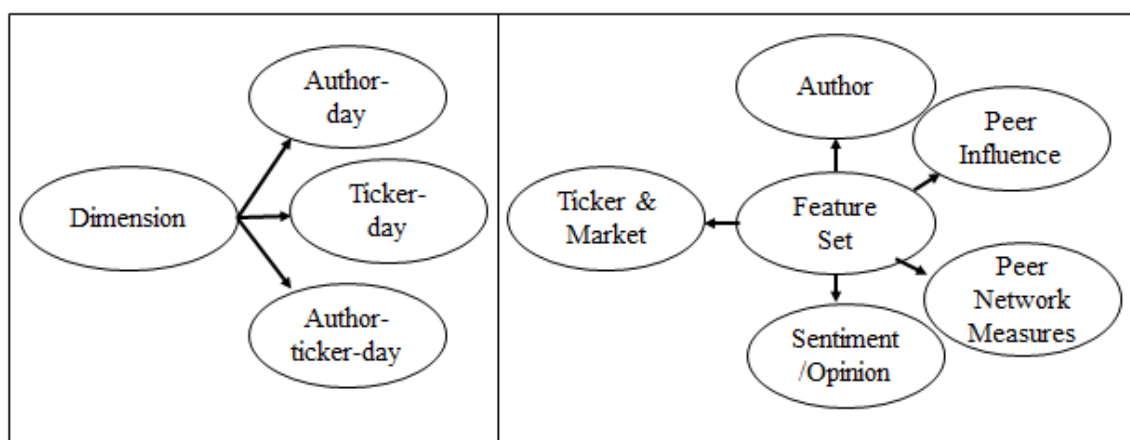 Dimension
Author-
day
Ticker-
day
Author-
ticker-day
Author
Peer
Influence
Ticker &
Market
Feature
Set
Peer
Network
Measures
Sentiment
/Opinion